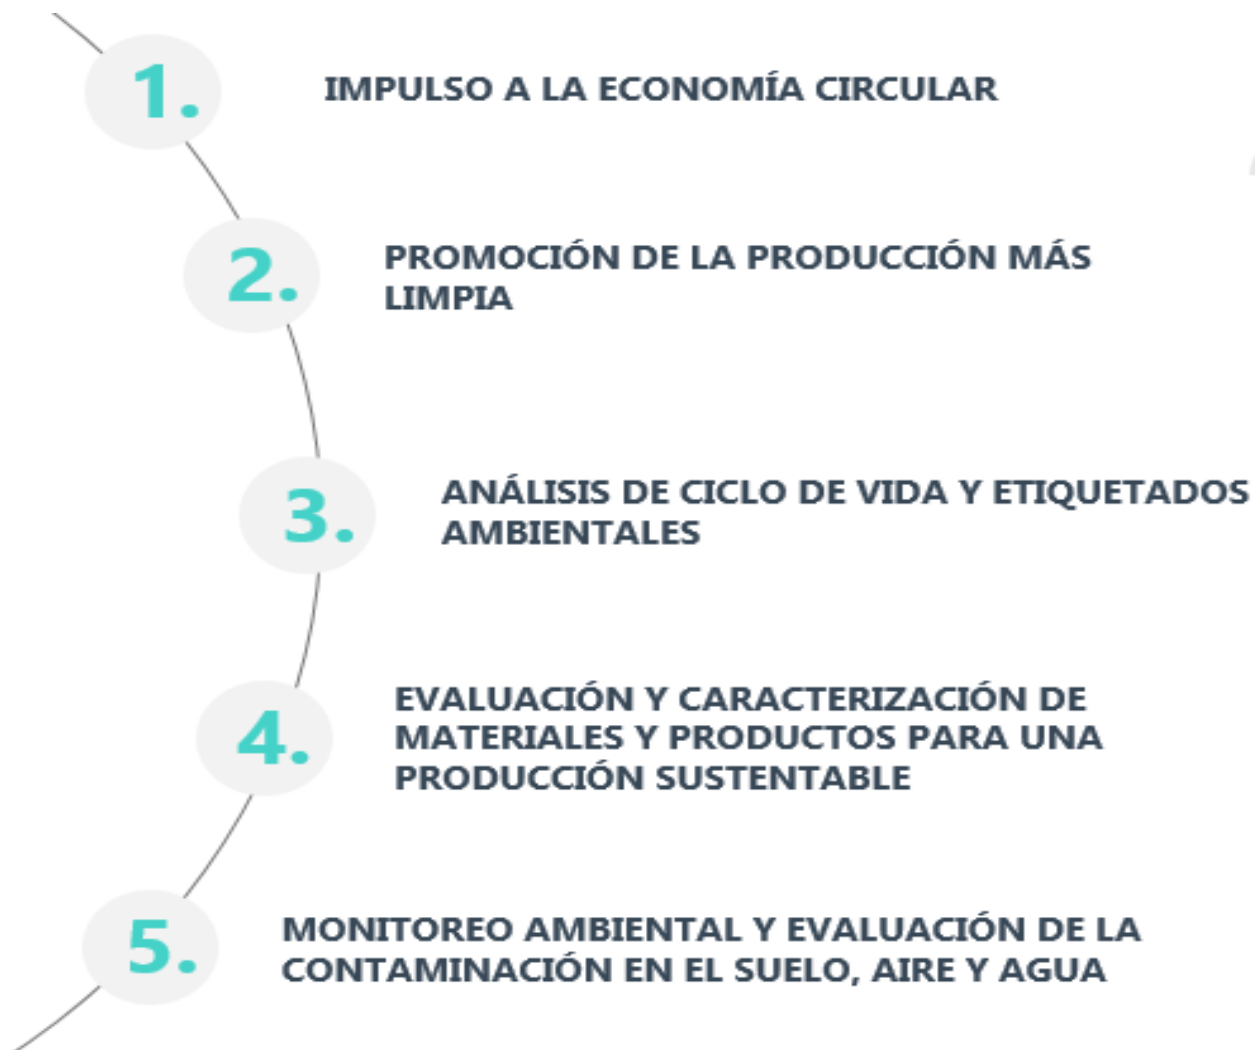 1.
IMPULSO A LA ECONOMÍA CIRCULAR
2.
PROMOCIÓN DE LA PRODUCCIÓN MÁS
LIMPIA
3.
ANÁLISIS DE CICLO DE VIDA Y ETIQUETADOS
AMBIENTALES
4.
EVALUACIÓN Y CARACTERIZACIÓN DE
MATERIALES Y PRODUCTOS PARA UNA
PRODUCCIÓN SUSTENTABLE
5.
MONITOREO AMBIENTAL Y EVALUACIÓN DE LA
CONTAMINACIÓN EN EL SUELO, AIRE Y AGUA